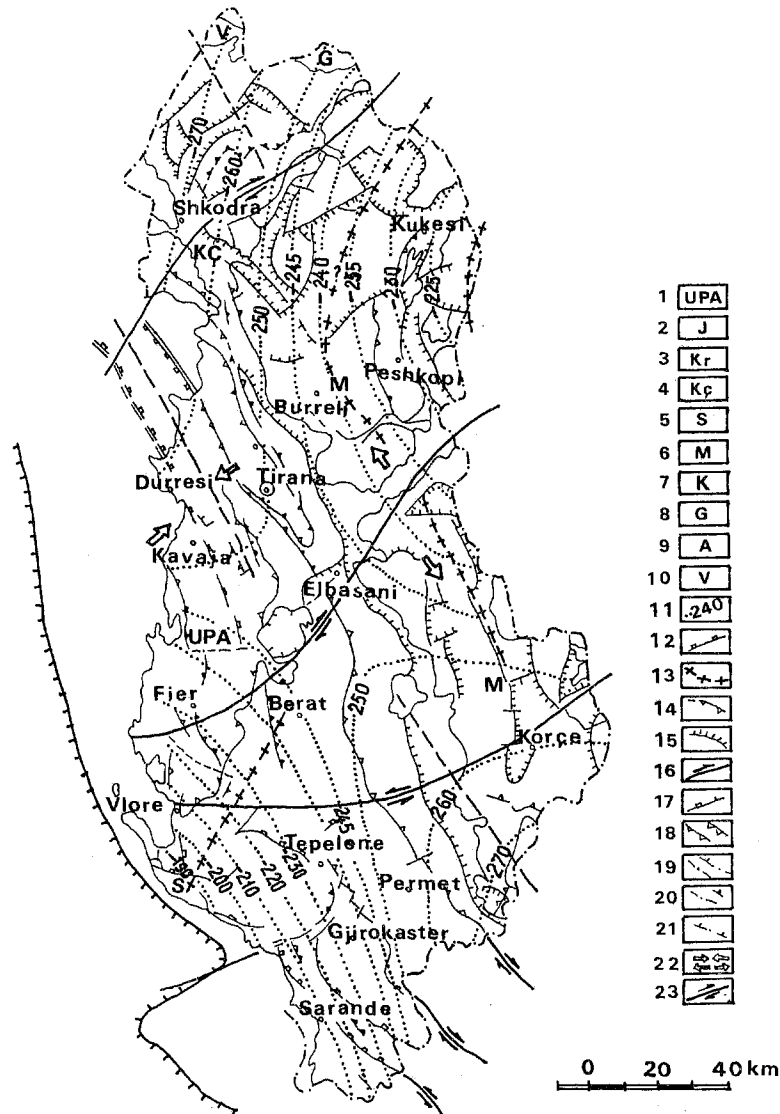 V
G
270
260
Shkodra
Kukesi
KÇ
245
240
235
230
225
250
Peshkopi
M
Burreli
Durresi
Tirana
Kavaja
Elbasani
UPA
M
Fier
250
Berat
Korçe
Vlore
260
245
Tepelene
230
270
190
200
210
220
S
Permet
Gjirokaster
Sarande
1 UPA
2 J
3 Kr
4 Kç
5 S
6 M
7 K
8 G
9 A
10 V
11 240
12
13
14
15
16
17
18
19
20
21
22
23
0 20 40 km